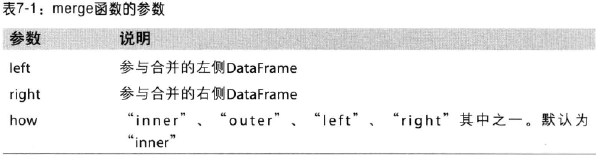 表7-1：merge函数的参数
参数 说明
left 参与合并的左侧DataFrame
right 参与合并的右侧DataFrame
how “inner”、“outer”、“left”、“right”其中之一。默认为
“inner”